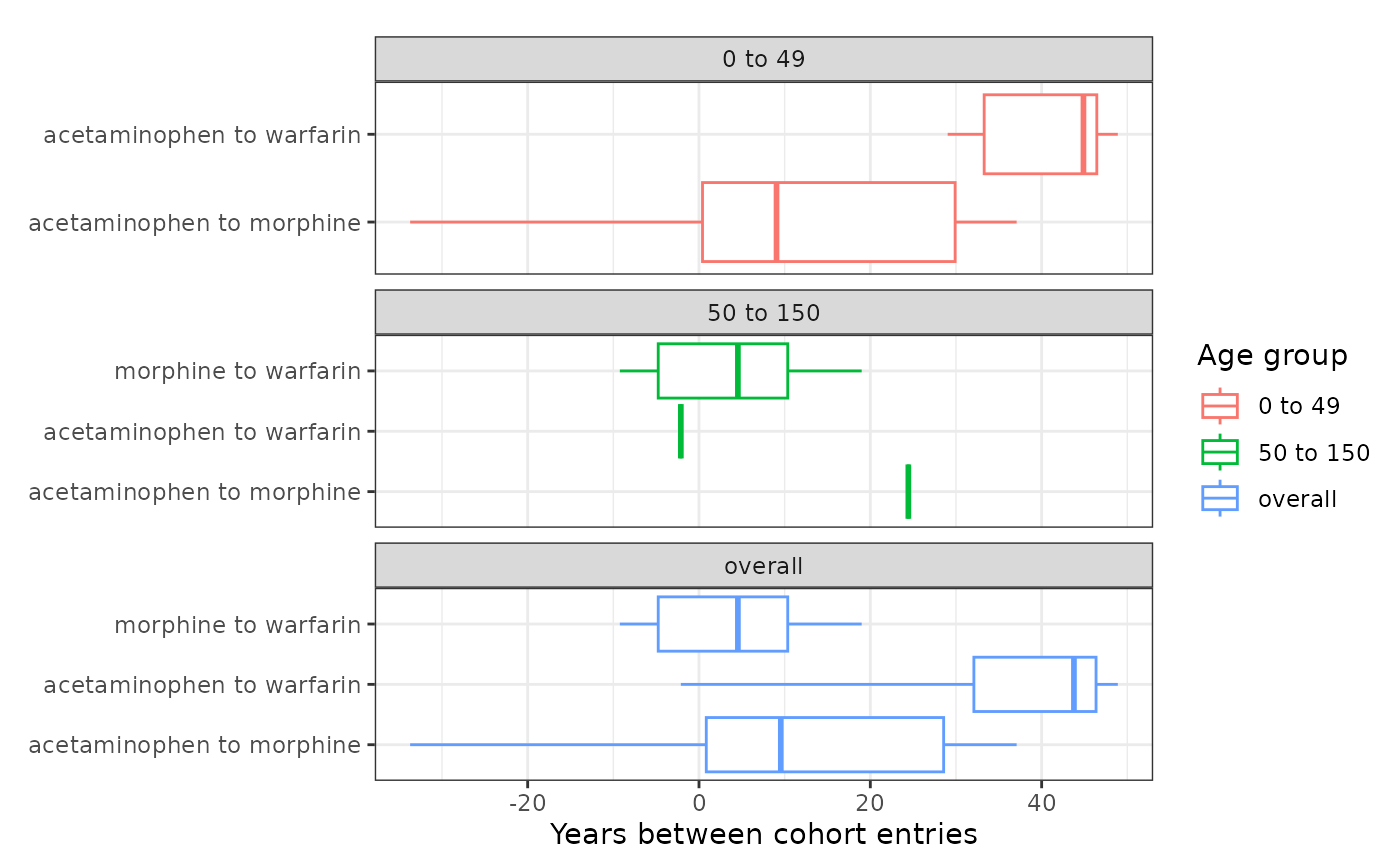 0 to 49
acetaminophen to warfarin
acetaminophen to morphine
50 to 150
morphine to warfarin
acetaminophen to warfarin
acetaminophen to morphine
overall
morphine to warfarin
acetaminophen to warfarin
acetaminophen to morphine
-20 0 20 40
Years between cohort entries
Age group
0 to 49
50 to 150
overall